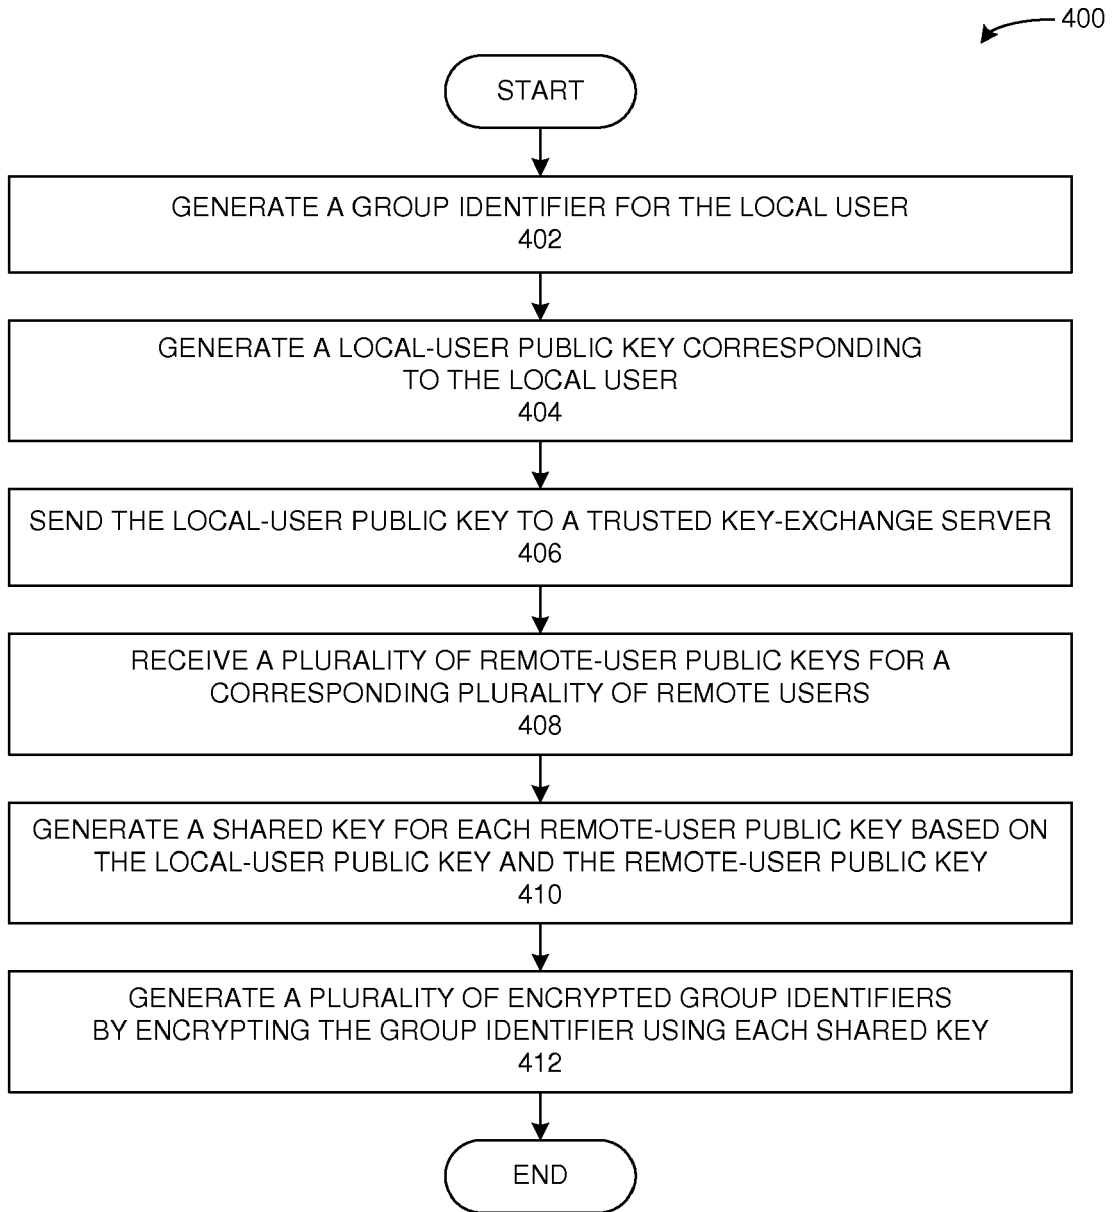 400
START
GENERATE A GROUP IDENTIFIER FOR THE LOCAL USER
402
GENERATE A LOCAL-USER PUBLIC KEY CORRESPONDING
TO THE LOCAL USER
404
SEND THE LOCAL-USER PUBLIC KEY TO A TRUSTED KEY-EXCHANGE SERVER
406
RECEIVE A PLURALITY OF REMOTE-USER PUBLIC KEYS FOR A
CORRESPONDING PLURALITY OF REMOTE USERS
408
GENERATE A SHARED KEY FOR EACH REMOTE-USER PUBLIC KEY BASED ON
THE LOCAL-USER PUBLIC KEY AND THE REMOTE-USER PUBLIC KEY
410
GENERATE A PLURALITY OF ENCRYPTED GROUP IDENTIFIERS
BY ENCRYPTING THE GROUP IDENTIFIER USING EACH SHARED KEY
412
END